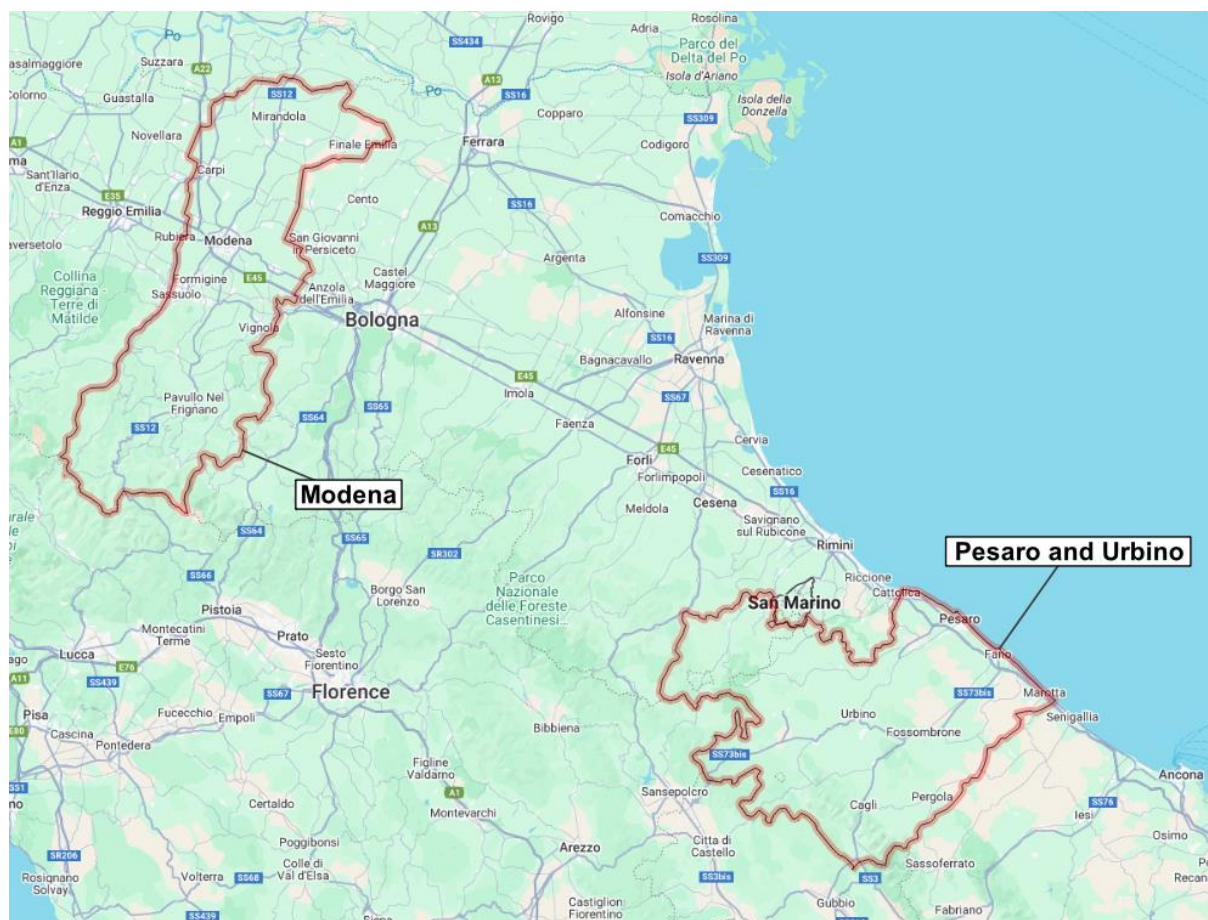 Po
SS434
Rovigo
Rosolina
Adria
Suzzara
A22
A13
Parco del
Delta del Po
asalmaggiore
Isola d'Ariano
Colorno
Guastalla
SS12
Po
SS16
Isola della
Donzella
Mirandola
Copparo
A1
Novellara
Finale Emilia
Ferrara
SS309
ma
Codigoro
Sant'Ilario
d'Enza
Carpi
E35
Cento
SS16
Reggio Emilia
A13
Comacchio
aversetolo
Rubiera
Modena
San Giovanni
in Persiceto
Argenta
SS309
Collina
Reggiana -
Terre di
Matilde
Formigine
E45
Castel
Maggiore
Sassuolo
Anzola
dell'Emilia
Bologna
Alfonsine
Marina di
Ravenna
Vignola
SS16
Bagnacavallo
Ravenna
E45
Pavullo Nel
Frignano
Imola
SS67
SS64
SS65
SS12
Faenza
Cervia
E45
Forlì
Cesenatico
Forlimpopoli
Modena
SS16
Cesena
Meldola
Savignano
sul Rubicone
SS64
SS65
Rimini
Pesaro and Urbino
SR302
SS66
Parco
Nazionale
delle Foreste
Casentinesi...
Riccione
Borgo San
Lorenzo
Cattolica
San Marino
Pistoia
Pesaro
Montecatini
Terme
Prato
Lucca
Sesto
Fiorentino
Fano
E76
A11
SS439
SS67
Florence
SS73bis
Marotta
Pisa
Fucecchio
Empoli
Urbino
Senigallia
Bibbiena
Fossombrone
E80
Cascina
Pontedera
SS73bis
Figline
Valdarno
Ancona
SS1
A1
Sansepolcro
Pergola
Certaldo
Montevarchi
Cagli
SS76
Iesi
Poggibonsi
Città di
Castello
Osimo
SR206
Colle di
Val d'Elsa
Arezzo
Sassoferrato
Rosignano
Solvay
Volterra
SS68
SS3bis
SS3
Castiglion
Fiorentino
Gubbio
Fabriano
SS439